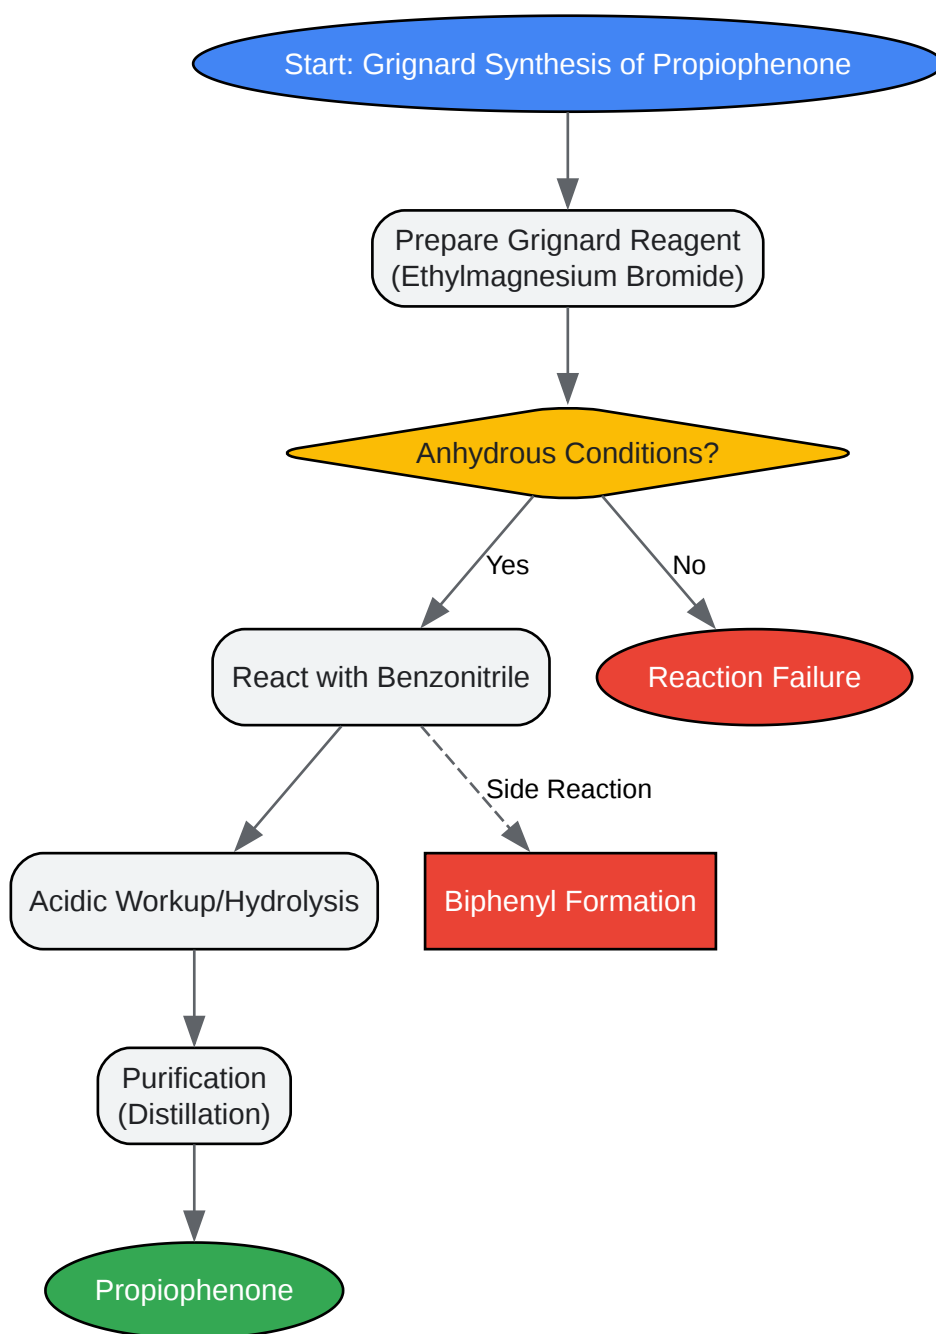 Start: Grignard Synthesis of Propiophenone
Prepare Grignard Reagent
(Ethylmagnesium Bromide)
Anhydrous Conditions?
Yes
No
React with Benzonitrile
Reaction Failure
Side Reaction
Acidic Workup/Hydrolysis
Biphenyl Formation
Purification
(Distillation)
Propiophenone